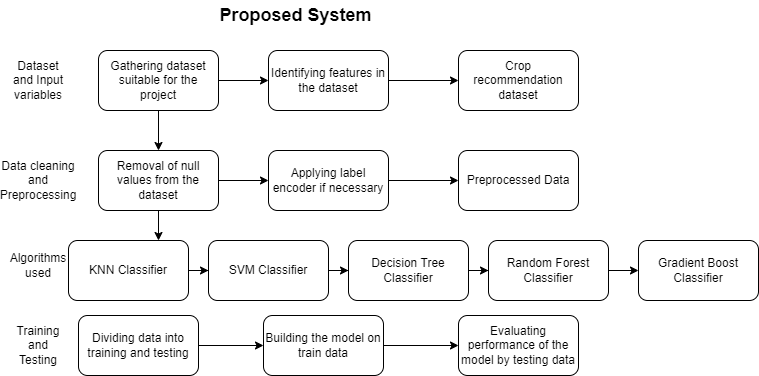 Proposed System
Dataset
and Input
variables
Gathering dataset
suitable for the
project
Identifying features in
the dataset
Crop
recommendation
dataset
Data cleaning
and
Preprocessing
Removal of null
values from the
dataset
Applying label
encoder if necessary
Preprocessed Data
Algorithms
used
KNN Classifier
SVM Classifier
Decision Tree
Classifier
Random Forest
Classifier
Gradient Boost
Classifier
Training
and
Testing
Dividing data into
training and testing
Building the model on
train data
Evaluating
performance of the
model by testing data